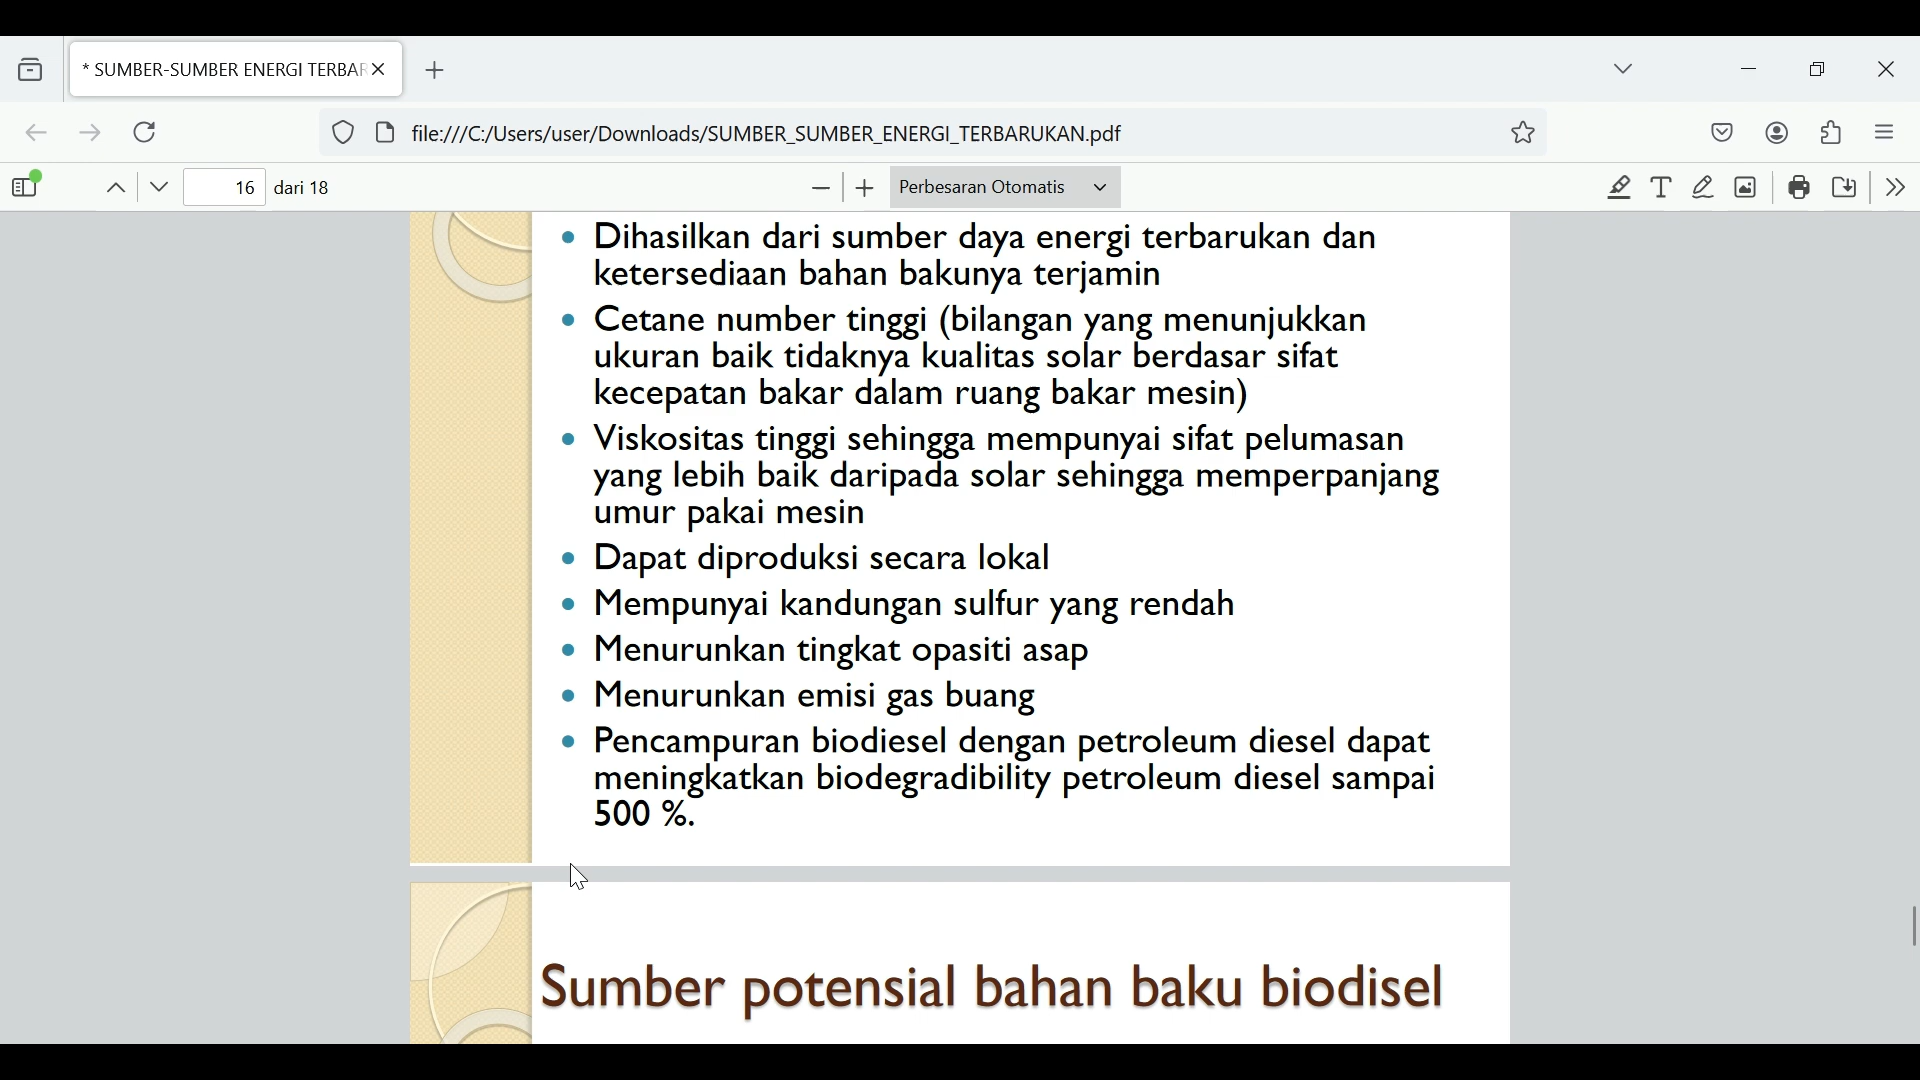 * SUMBER-SUMBER ENERGI TERBAR
file:///C:/Users/user/Downloads/SUMBER_SUMBER_ENERGI_TERBARUKAN.pdf
16 dari 18
Perbesaran Otomatis
• Dihasilkan dari sumber daya energi terbarukan dan
ketersediaan bahan bakunya terjamin
• Cetane number tinggi (bilangan yang menunjukkan
ukuran baik tidaknya kualitas solar berdasar sifat
kecepatan bakar dalam ruang bakar mesin)
• Viskositas tinggi sehingga mempunyai sifat pelumasan
yang lebih baik daripada solar sehingga memperpanjang
umur pakai mesin
• Dapat diproduksi secara lokal
• Mempunyai kandungan sulfur yang rendah
• Menurunkan tingkat opasiti asap
• Menurunkan emisi gas buang
• Pencampuran biodiesel dengan petroleum diesel dapat
meningkatkan biodegradibility petroleum diesel sampai
500 %.
Sumber potensial bahan baku biodisel